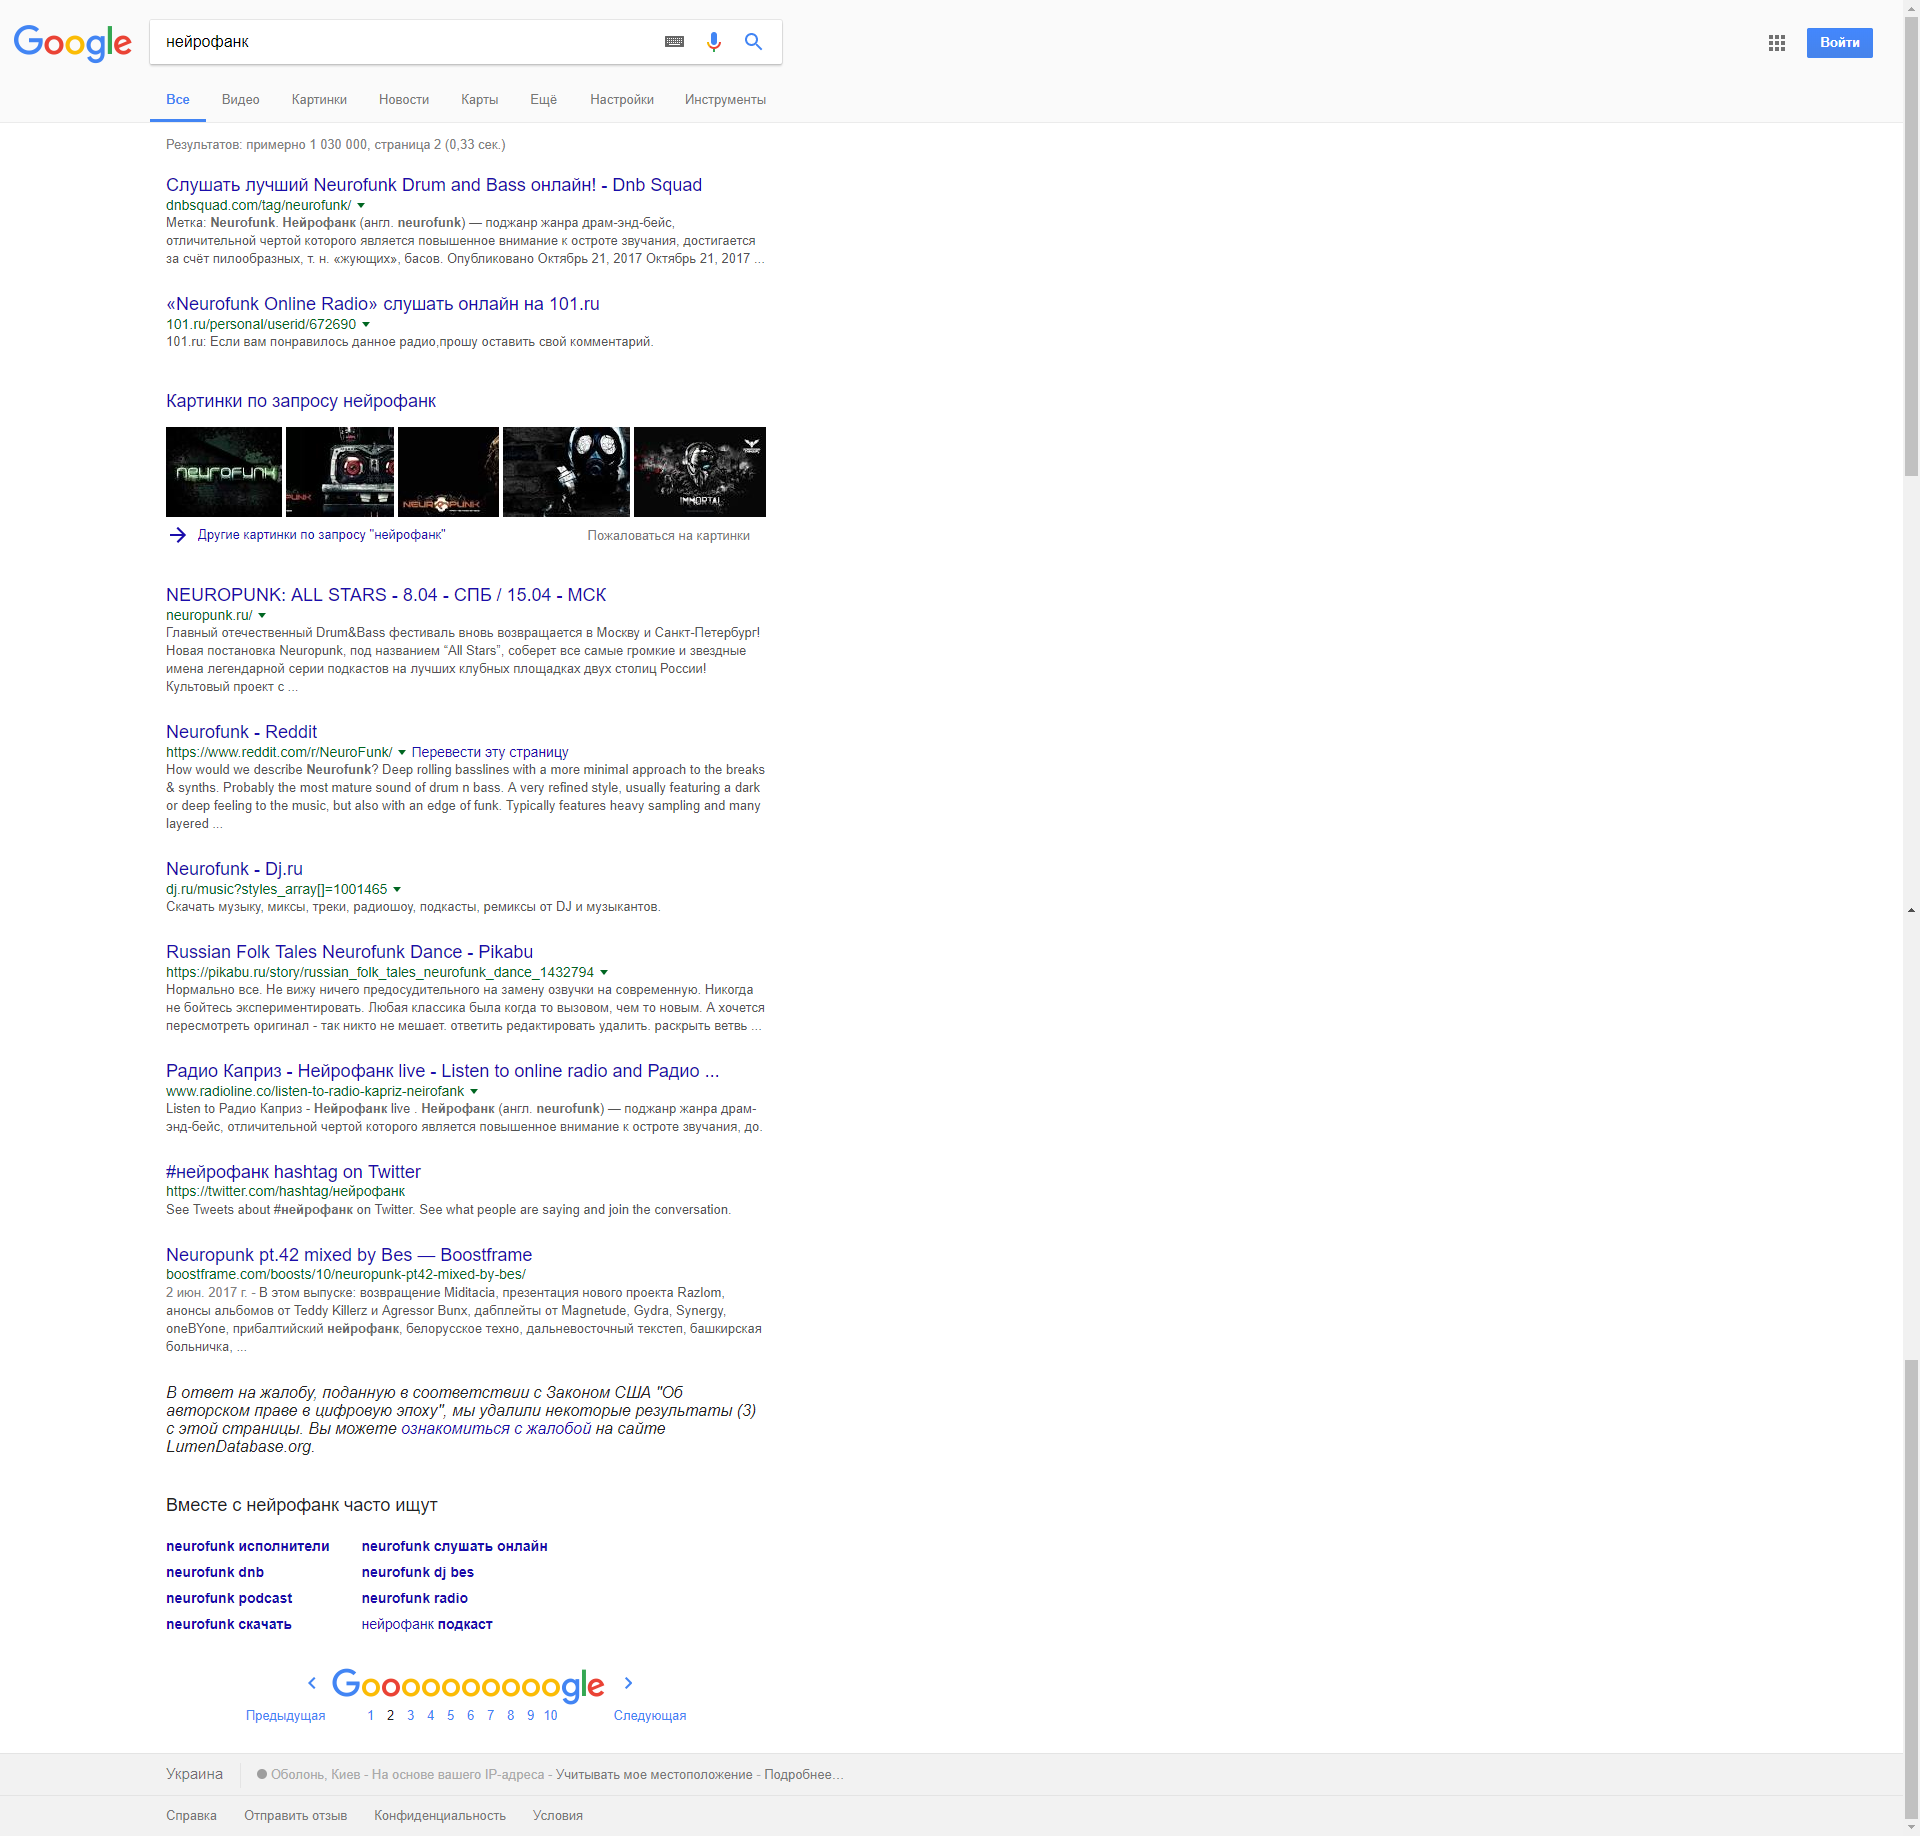 Google
нейрофанк
Войти
Все Видео Картинки Новости Карты Ещё Настройки Инструменты
Результатов: примерно 1 030 000, страница 2 (0,33 сек.)
Слушать лучший Neurofunk Drum and Bass онлайн! - Dnb Squad
dnbsquad.com/tag/neurofunk/
Метка: Neurofunk. Нейрофанк (англ. neurofunk) — поджанр жанра драм-энд-бейс,
отличительной чертой которого является повышенное внимание к остроте звучания, достигается
за счёт пилообразных, т. н. «жующих», басов. Опубликовано Октябрь 21, 2017 Октябрь 21, 2017 ...
«Neurofunk Online Radio» слушать онлайн на 101.ru
101.ru/personal/userid/672690
101.ru: Если вам понравилось данное радио,прошу оставить свой комментарий.
Картинки по запросу нейрофанк
NEUROFUNK
NEUROPUNK
IMMORTAL
Другие картинки по запросу "нейрофанк"
Пожаловаться на картинки
NEUROPUNK: ALL STARS - 8.04 - СПБ / 15.04 - МСК
neuropunk.ru/
Главный отечественный Drum&Bass фестиваль вновь возвращается в Москву и Санкт-Петербург!
Новая постановка Neuropunk, под названием “All Stars”, соберет все самые громкие и звездные
имена легендарной серии подкастов на лучших клубных площадках двух столиц России!
Культовый проект с ...
Neurofunk - Reddit
https://www.reddit.com/r/NeuroFunk/ Перевести эту страницу
How would we describe Neurofunk? Deep rolling basslines with a more minimal approach to the breaks
& synths. Probably the most mature sound of drum n bass. A very refined style, usually featuring a dark
or deep feeling to the music, but also with an edge of funk. Typically features heavy sampling and many
layered ...
Neurofunk - Dj.ru
dj.ru/music?styles_array[]=1001465
Скачать музыку, миксы, треки, радиошоу, подкасты, ремиксы от DJ и музыкантов.
Russian Folk Tales Neurofunk Dance - Pikabu
https://pikabu.ru/story/russian_folk_tales_neurofunk_dance_1432794
Нормально все. Не вижу ничего предосудительного на замену озвучки на современную. Никогда
не бойтесь экспериментировать. Любая классика была когда то вызовом, чем то новым. А хочется
пересмотреть оригинал - так никто не мешает. ответить редактировать удалить. раскрыть ветвь ...
Радио Каприз - Нейрофанк live - Listen to online radio and Радио ...
www.radioline.co/listen-to-radio-kapriz-neirofank
Listen to Радио Каприз - Нейрофанк live . Нейрофанк (англ. neurofunk) — поджанр жанра драм-
энд-бейс, отличительной чертой которого является повышенное внимание к остроте звучания, до.
#нейрофанк hashtag on Twitter
https://twitter.com/hashtag/нейрофанк
See Tweets about #нейрофанк on Twitter. See what people are saying and join the conversation.
Neuropunk pt.42 mixed by Bes — Boostframe
boostframe.com/boosts/10/neuropunk-pt42-mixed-by-bes/
2 июн. 2017 г. - В этом выпуске: возвращение Miditacia, презентация нового проекта Razlom,
анонсы альбомов от Teddy Killerz и Agressor Bunx, дабплейты от Magnetude, Gydra, Synergy,
oneBYone, прибалтийский нейрофанк, белорусское техно, дальневосточный текстеп, башкирская
больничка, ...
В ответ на жалобу, поданную в соответствии с Законом США "Об
авторском праве в цифровую эпоху", мы удалили некоторые результаты (3)
с этой страницы. Вы можете ознакомиться с жалобой на сайте
LumenDatabase.org.
Вместе с нейрофанк часто ищут
neurofunk исполнители neurofunk слушать онлайн
neurofunk dnb neurofunk dj bes
neurofunk podcast neurofunk radio
neurofunk скачать нейрофанк подкаст
Goooooooooogle
Предыдущая 1 2 3 4 5 6 7 8 9 10 Следующая
Украина Оболонь, Киев - На основе вашего IP-адреса - Учитывать мое местоположение - Подробнее…
Справка Отправить отзыв Конфиденциальность Условия